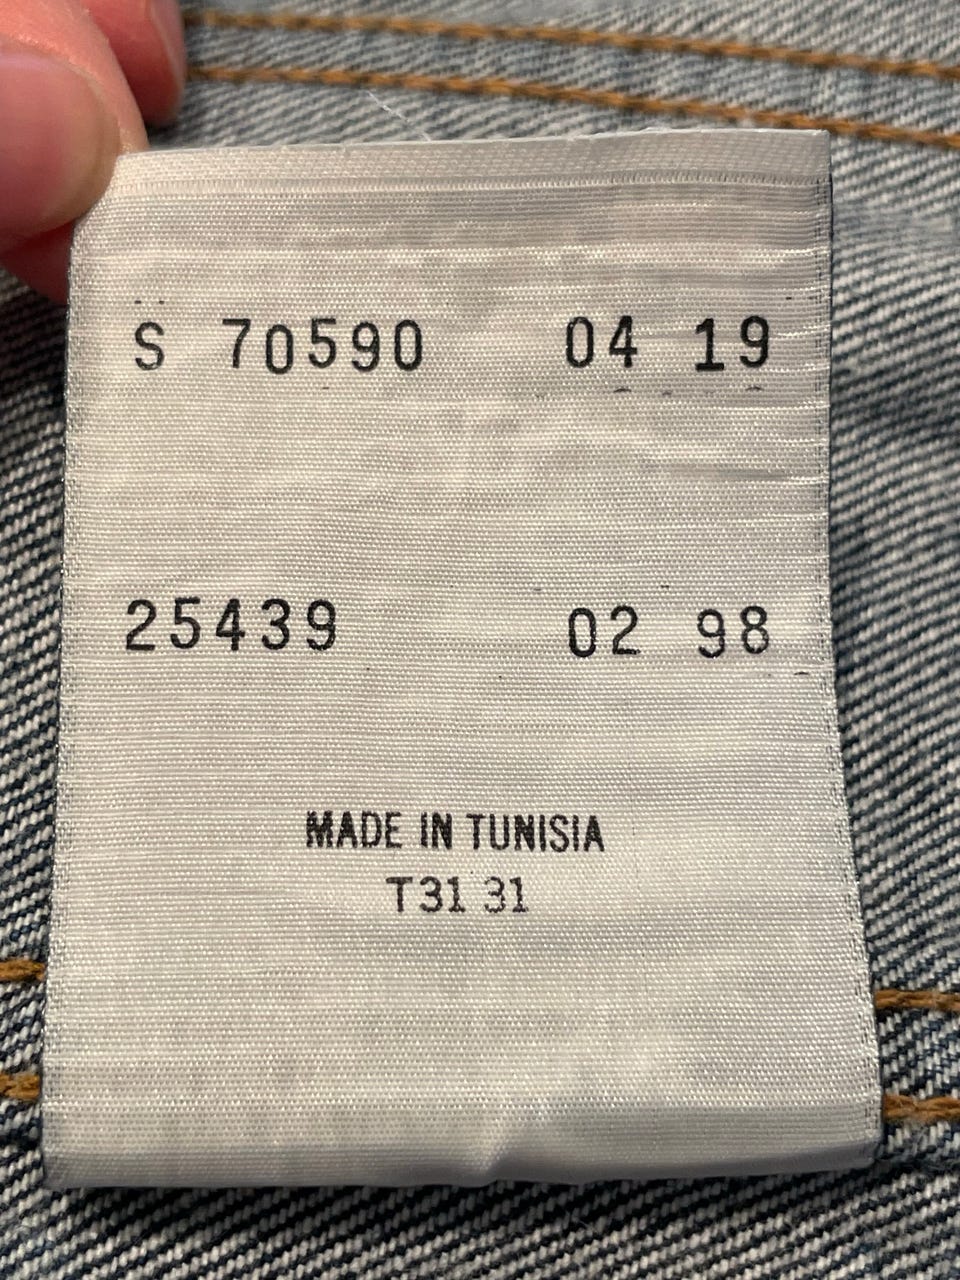 S 70590 04 19
25439 02 98
MADE IN TUNISIA
T31 31